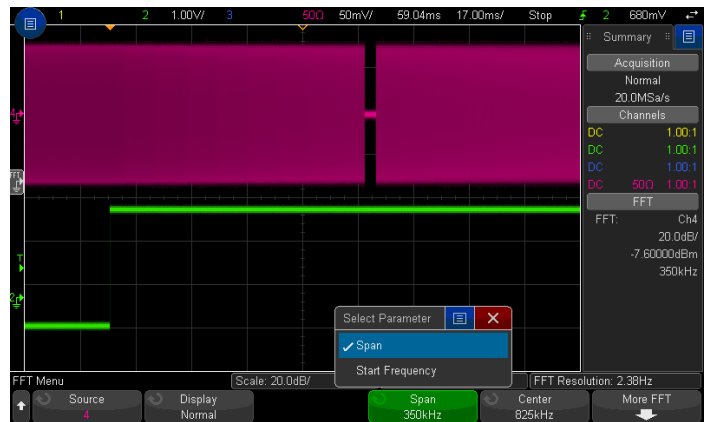 1 2 1.00V/ 3 50Ω 50mV/ 59.04ms 17.00ms/ Stop 2 680mV
Summary
Acquisition
Normal
20.0MSa/s
Channels
DC 1.00:1
DC 1.00:1
DC 1.00:1
DC 50Ω 1.00:1
FFT
FFT: Ch4
20.0dB/
-7.60000dBm
350kHz
4
FFT
T
2
Select Parameter
Span
Start Frequency
FFT Menu Scale: 20.0dB/ FFT Resolution: 2.38Hz
Source Display Span Center More FFT
4 Normal 350kHz 825kHz